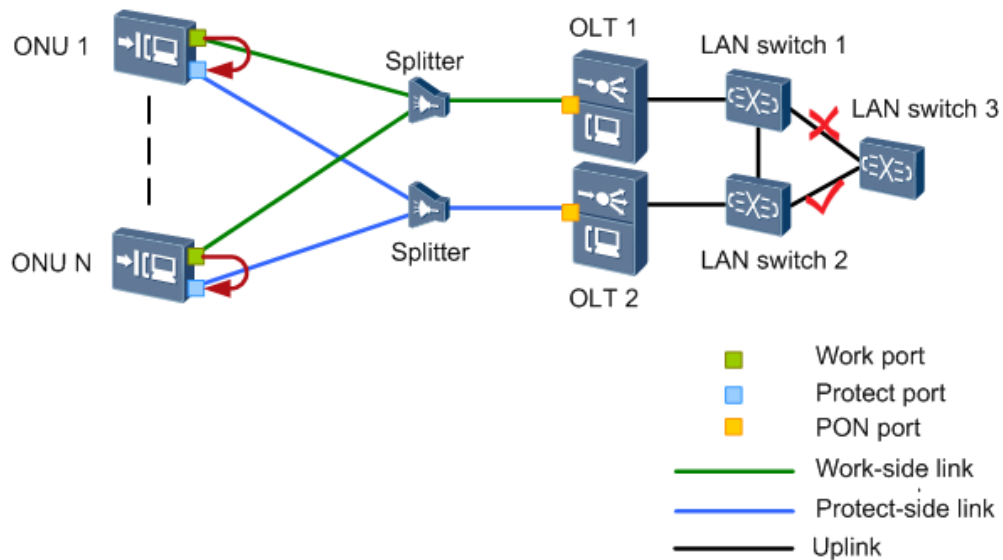 ONU 1
Splitter
OLT 1
LAN switch 1
LAN switch 3
ONU N
Splitter
OLT 2
LAN switch 2
Work port
Protect port
PON port
Work-side link
Protect-side link
Uplink